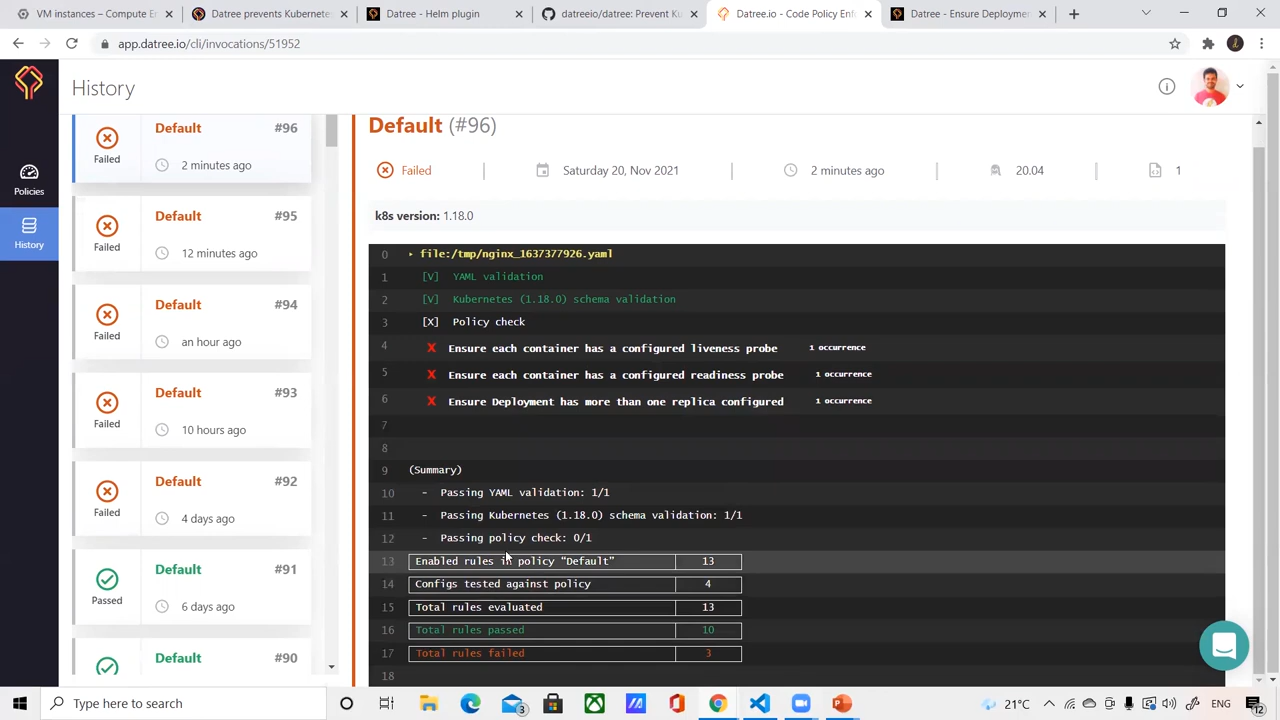 VM instances – Compute E
Datree prevents Kubernete
Datree - Helm plugin
datreeio/datree: Prevent Ku
Datree.io - Code Policy Enf
Datree - Ensure Deployme
app.datree.io/cli/invocations/51952
History
Policies
History
Default #96
Failed
2 minutes ago
Default #95
Failed
12 minutes ago
Default #94
Failed
an hour ago
Default #93
Failed
10 hours ago
Default #92
Failed
4 days ago
Default #91
Passed
6 days ago
Default #90
Default (#96)
Failed | Saturday 20, Nov 2021 | 2 minutes ago | 20.04 | 1
k8s version: 1.18.0
0 file:/tmp/nginx_1637377926.yaml
1 [V] YAML validation
2 [V] Kubernetes (1.18.0) schema validation
3 [X] Policy check
4 ❌ Ensure each container has a configured liveness probe 1 occurrence
5 ❌ Ensure each container has a configured readiness probe 1 occurrence
6 ❌ Ensure Deployment has more than one replica configured 1 occurrence
7
8
9 (Summary)
10 - Passing YAML validation: 1/1
11 - Passing Kubernetes (1.18.0) schema validation: 1/1
12 - Passing policy check: 0/1
13 Enabled rules in policy “Default” 13
14 Configs tested against policy 4
15 Total rules evaluated 13
16 Total rules passed 10
17 Total rules failed 3
18
Type here to search
3
21°C
ENG
12